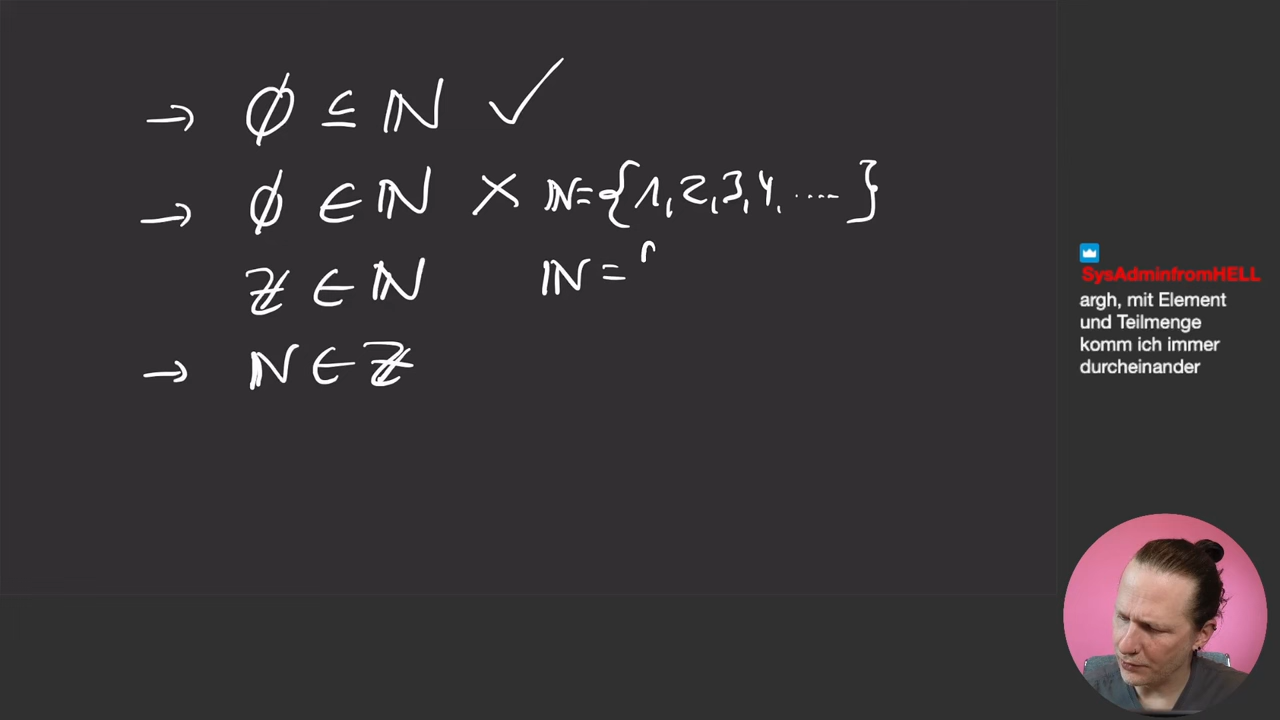 → ∅ ⊆ ℕ ✓
→ ∅ ∈ ℕ ✗ ℕ={1,2,3,4,.....}
ℤ ∈ ℕ ℕ =
→ ℕ ∈ ℤ
SysAdminfromHELL
argh, mit Element
und Teilmenge
komm ich immer
durcheinander